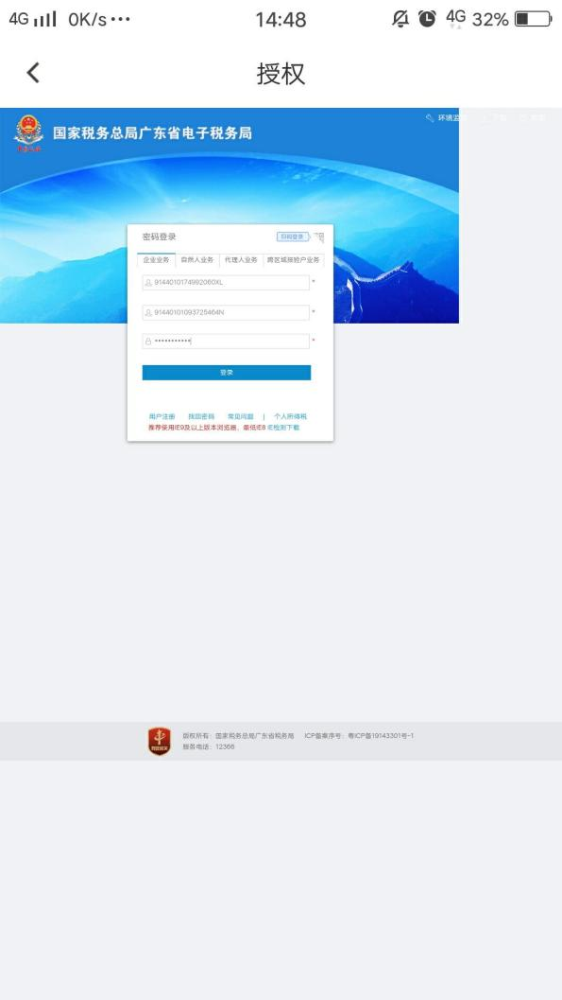 4G 0K/s 14:48 4G 32%
授权
国家税务总局广东省电子税务局
环境监
密码登录 扫码登录
企业业务 自然人业务 代理人业务 跨区域报验户业务
9144010174992060XL *
91440101093725464N *
••••••••••• *
登录
用户注册 找回密码 常见问题 | 个人所得税
推荐使用IE9及以上版本浏览器，最低IE8 IE检测下载
版权所有：国家税务总局广东省税务局 ICP备案序号：粤ICP备19143301号-1
服务电话：12366